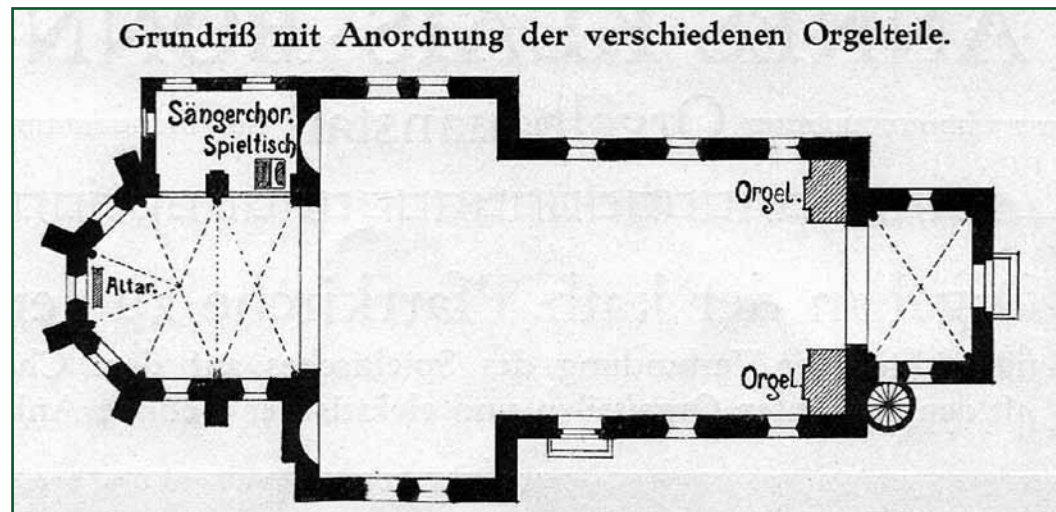 Grundriß mit Anordnung der verschiedenen Orgelteile.
Sängerchor.
Spieltisch
Orgel.
Altar.
Orgel.